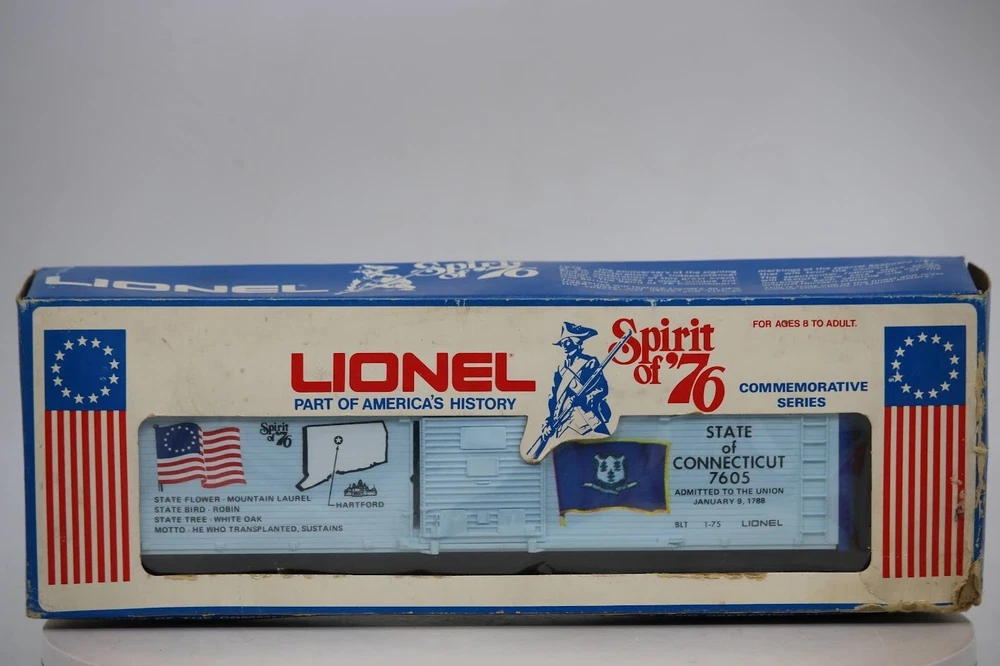 LIONEL Spirit of '76
LIONEL
PART OF AMERICA'S HISTORY
Spirit
of '76
FOR AGES 8 TO ADULT.
COMMEMORATIVE
SERIES
Spirit
of '76
HARTFORD
STATE FLOWER - MOUNTAIN LAUREL
STATE BIRD - ROBIN
STATE TREE - WHITE OAK
MOTTO - HE WHO TRANSPLANTED, SUSTAINS
STATE
of
CONNECTICUT
7605
ADMITTED TO THE UNION
JANUARY 9, 1788
BLT 1-75 LIONEL